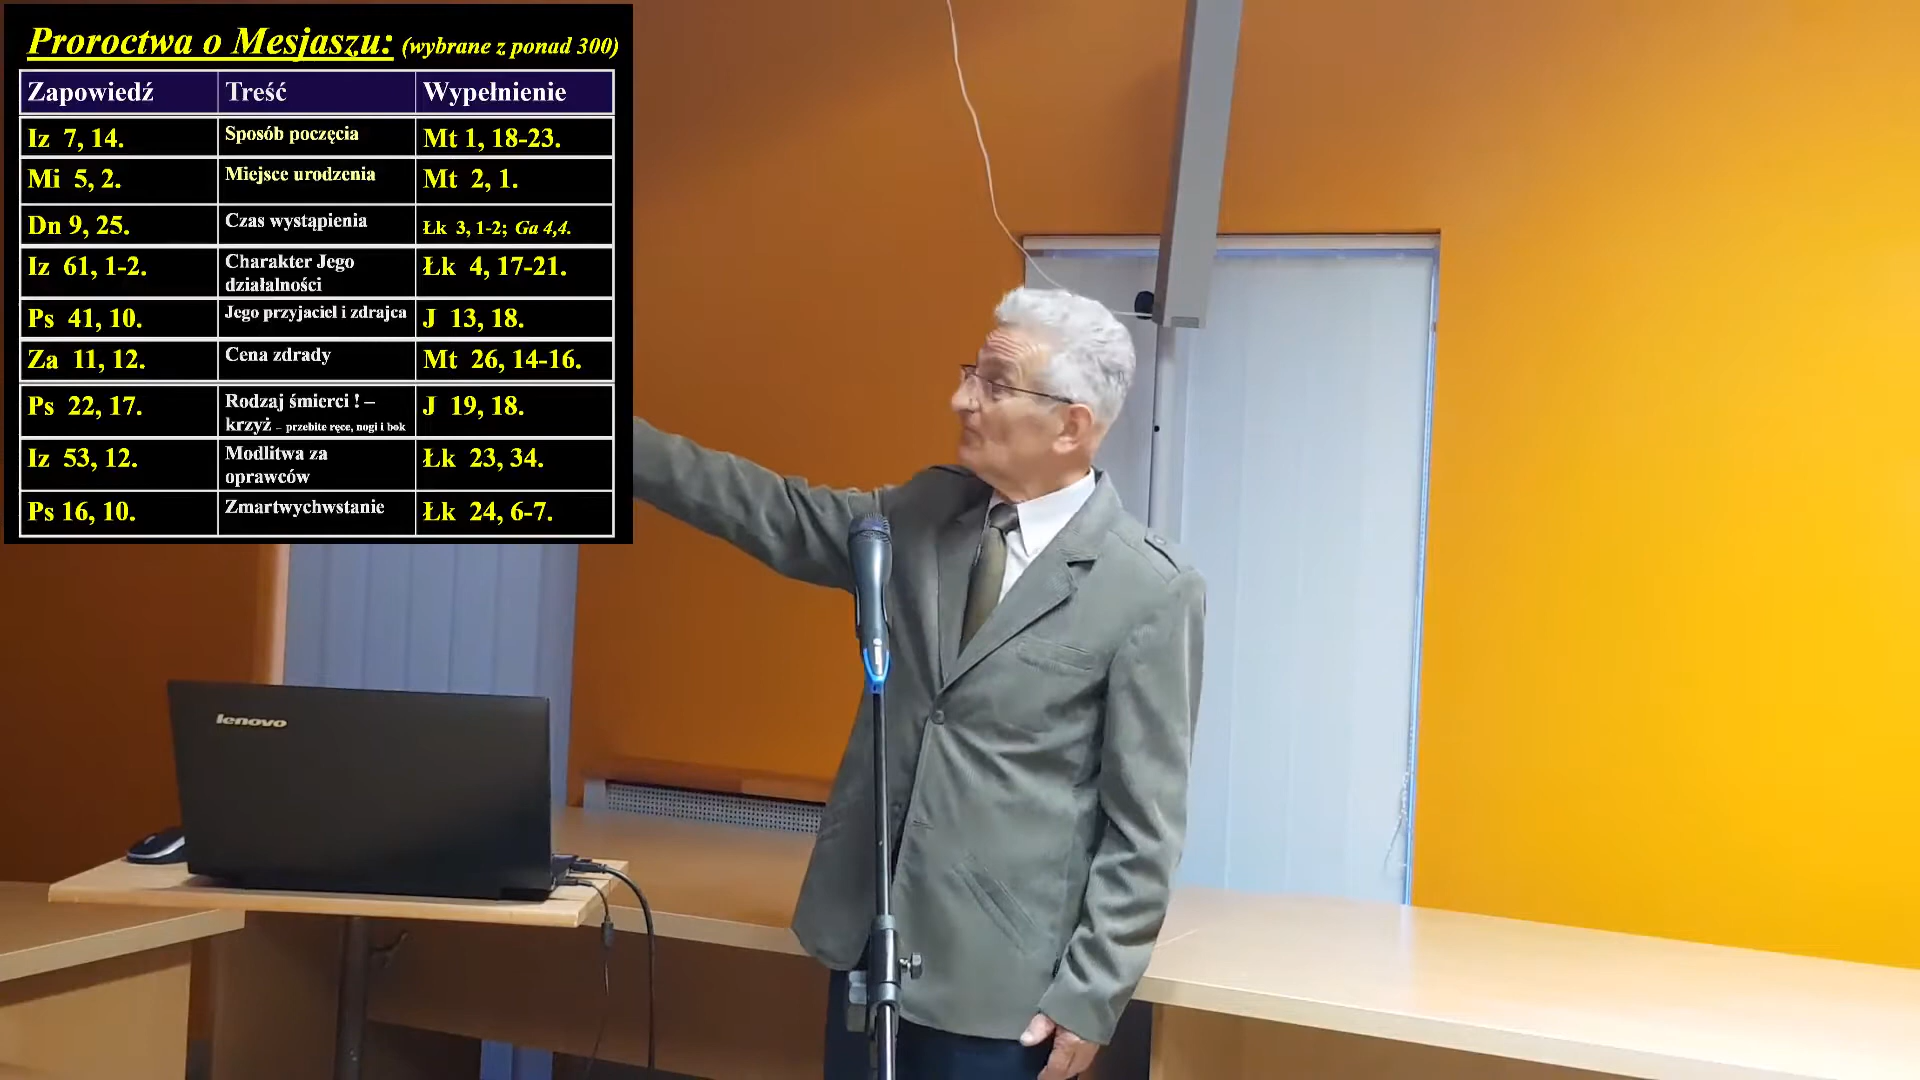 Proroctwa o Mesjaszu: (wybrane z ponad 300)
Zapowiedź Treść Wypełnienie
Iz 7, 14. Sposób poczęcia Mt 1, 18-23.
Mi 5, 2. Miejsce urodzenia Mt 2, 1.
Dn 9, 25. Czas wystąpienia Łk 3, 1-2; Ga 4,4.
Iz 61, 1-2. Charakter Jego działalności Łk 4, 17-21.
Ps 41, 10. Jego przyjaciel i zdrajca J 13, 18.
Za 11, 12. Cena zdrady Mt 26, 14-16.
Ps 22, 17. Rodzaj śmierci ! – krzyż – przebite ręce, nogi i bok J 19, 18.
Iz 53, 12. Modlitwa za oprawców Łk 23, 34.
Ps 16, 10. Zmartwychwstanie Łk 24, 6-7.
lenovo